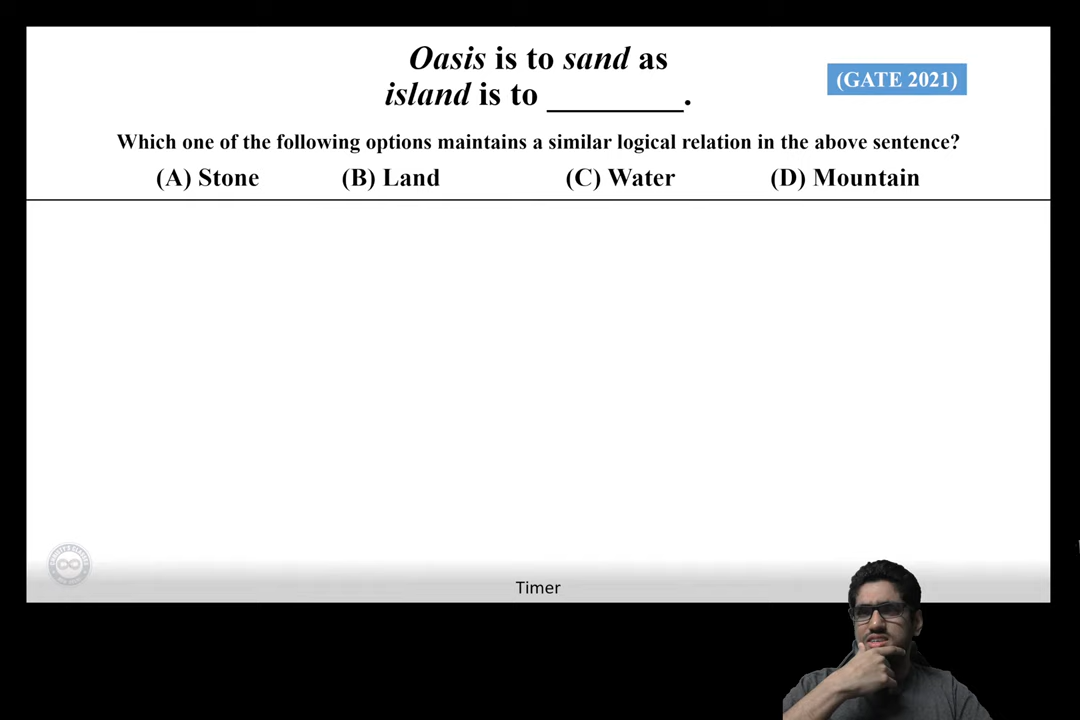 Oasis is to sand as
island is to ________.
(GATE 2021)
Which one of the following options maintains a similar logical relation in the above sentence?
(A) Stone (B) Land (C) Water (D) Mountain
Timer